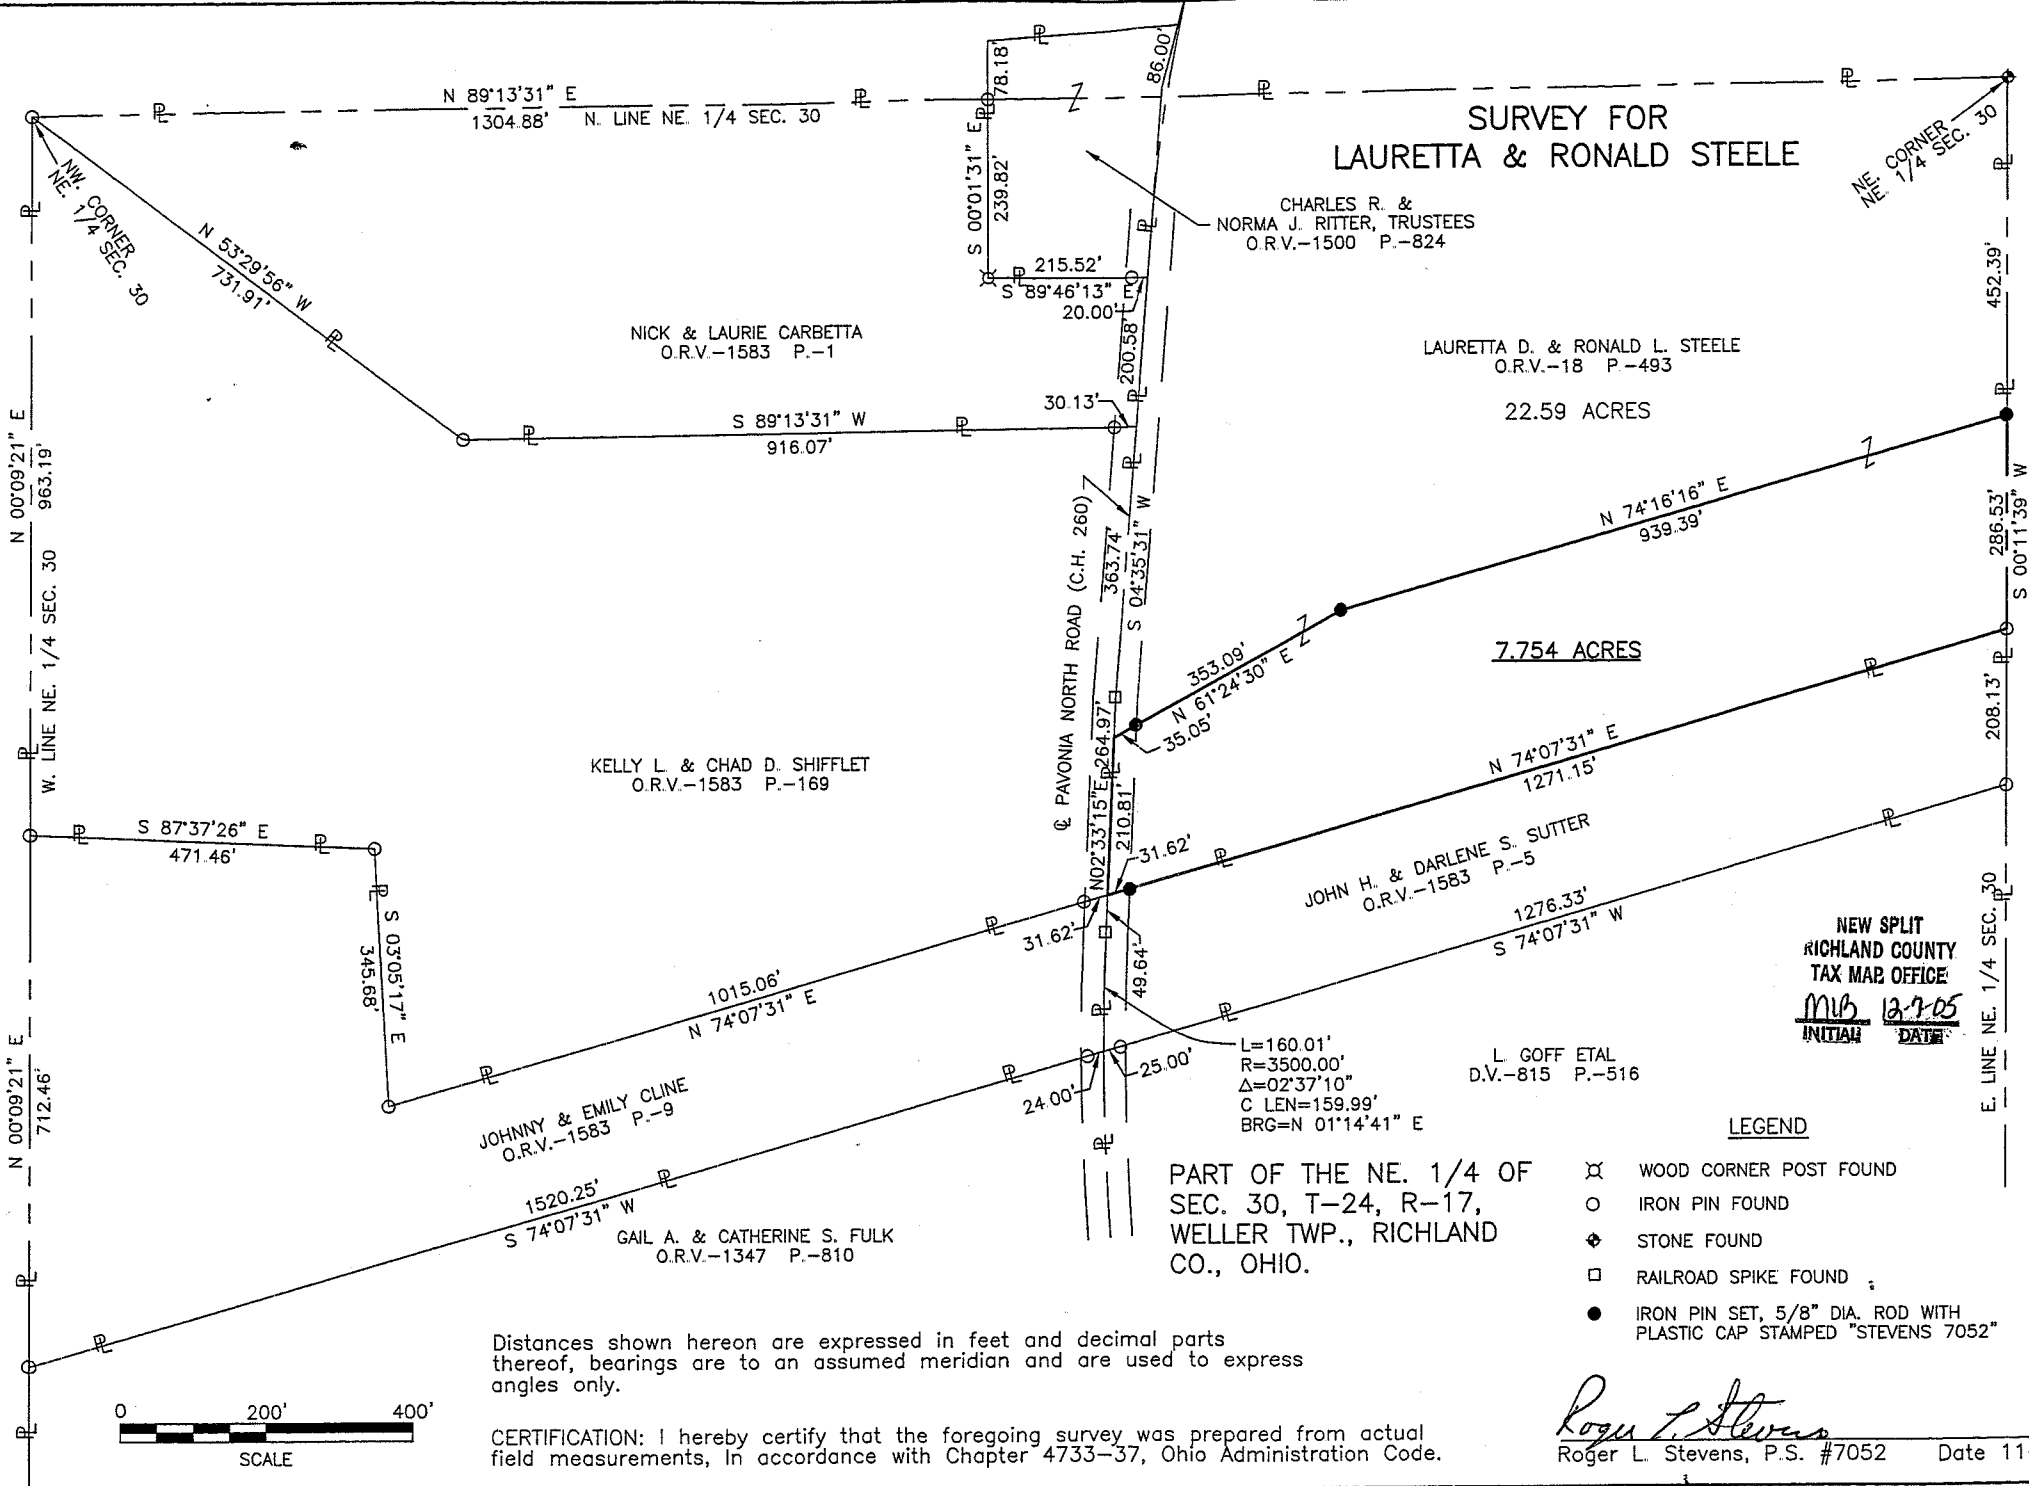 N 89°13'31" E
1304.88' N. LINE NE. 1/4 SEC. 30
78.18'
86.00'
SURVEY FOR
LAURETTA & RONALD STEELE
NE. CORNER
NE. 1/4 SEC. 30
NW. CORNER
NE. 1/4 SEC. 30
N 53°29'56" W
731.91'
S 00°01'31" E
239.82'
CHARLES R. &
NORMA J. RITTER, TRUSTEES
O.R.V.-1500 P.-824
215.52'
S 89°46'13" E
20.00'
200.58'
452.39'
NICK & LAURIE CARBETTA
O.R.V.-1583 P.-1
LAURETTA D. & RONALD L. STEELE
O.R.V.-18 P.-493
22.59 ACRES
30.13'
S 89°13'31" W
916.07'
N 00°09'21" E
963.19'
W. LINE NE. 1/4 SEC. 30
℄ PAVONIA NORTH ROAD (C.H. 260)
363.74'
S 04°35'31" W
N 74°16'16" E
939.39'
286.53'
S 00°11'39" W
353.09'
N 61°24'30" E
35.05'
7.754 ACRES
264.97'
N02°33'15"E
210.81'
N 74°07'31" E
1271.15'
208.13'
KELLY L. & CHAD D. SHIFFLET
O.R.V.-1583 P.-169
S 87°37'26" E
471.46'
31.62'
S 03°05'17" E
345.68'
31.62'
49.64'
JOHN H. & DARLENE S. SUTTER
O.R.V.-1583 P.-5
1276.33'
S 74°07'31" W
NEW SPLIT
RICHLAND COUNTY
TAX MAP OFFICE
MLB 12-7-05
INITIAL DATE
E. LINE NE. 1/4 SEC. 30
1015.06'
N 74°07'31" E
N 00°09'21" E
712.46'
24.00'
25.00'
L=160.01'
R=3500.00'
Δ=02°37'10"
C LEN=159.99'
BRG=N 01°14'41" E
L. GOFF ETAL
D.V.-815 P.-516
JOHNNY & EMILY CLINE
O.R.V.-1583 P.-9
1520.25'
S 74°07'31" W
GAIL A. & CATHERINE S. FULK
O.R.V.-1347 P.-810
PART OF THE NE. 1/4 OF
SEC. 30, T-24, R-17,
WELLER TWP., RICHLAND
CO., OHIO.
LEGEND
WOOD CORNER POST FOUND
IRON PIN FOUND
STONE FOUND
RAILROAD SPIKE FOUND
IRON PIN SET, 5/8" DIA. ROD WITH
PLASTIC CAP STAMPED "STEVENS 7052"
Distances shown hereon are expressed in feet and decimal parts
thereof, bearings are to an assumed meridian and are used to express
angles only.
0 200' 400'
SCALE
CERTIFICATION: I hereby certify that the foregoing survey was prepared from actual
field measurements, In accordance with Chapter 4733-37, Ohio Administration Code.
Roger L. Stevens
Roger L. Stevens, P.S. #7052 Date 11